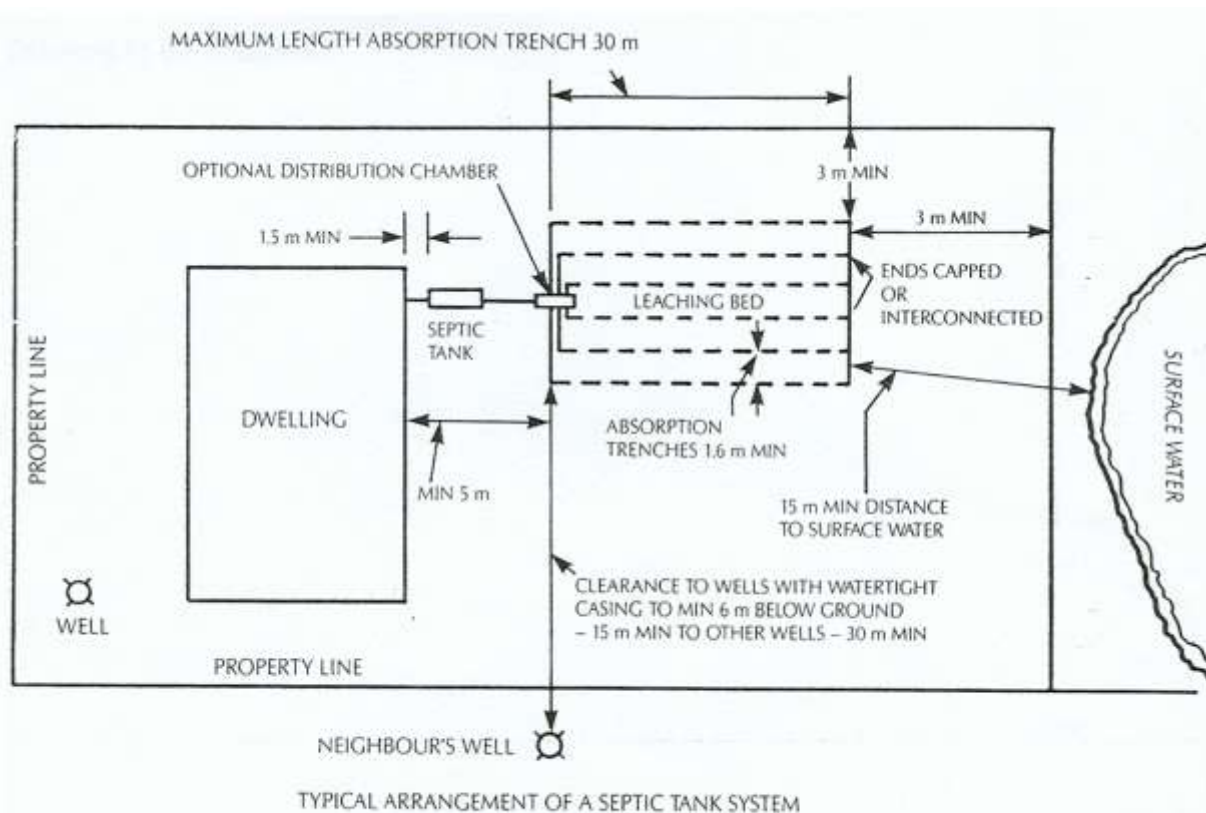 MAXIMUM LENGTH ABSORPTION TRENCH 30 m
OPTIONAL DISTRIBUTION CHAMBER
3 m MIN
3 m MIN
1.5 m MIN
ENDS CAPPED
OR
INTERCONNECTED
LEACHING BED
SEPTIC
TANK
PROPERTY LINE
DWELLING
SURFACE WATER
ABSORPTION
TRENCHES 1.6 m MIN
MIN 5 m
15 m MIN DISTANCE
TO SURFACE WATER
CLEARANCE TO WELLS WITH WATERTIGHT
CASING TO MIN 6 m BELOW GROUND
– 15 m MIN TO OTHER WELLS – 30 m MIN
WELL
PROPERTY LINE
NEIGHBOUR'S WELL
TYPICAL ARRANGEMENT OF A SEPTIC TANK SYSTEM